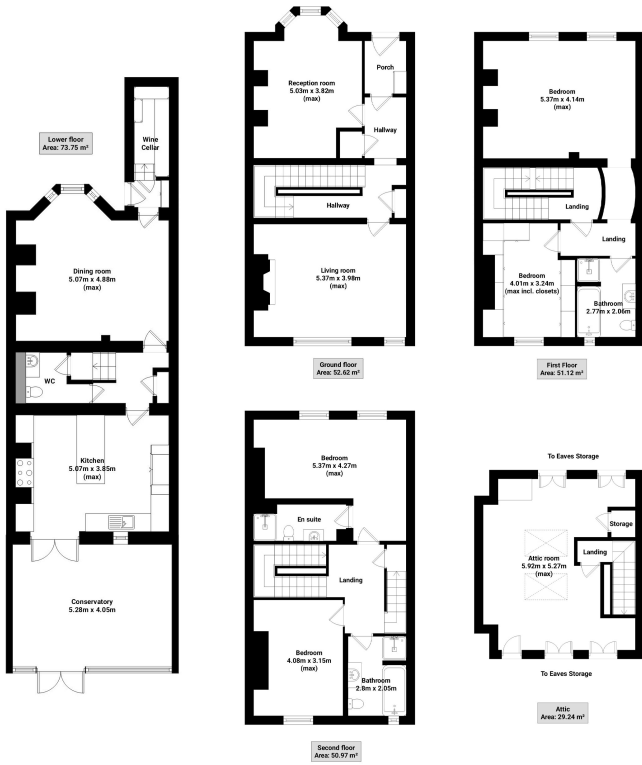 Lower floor
Area: 73.75 m²
Wine
Cellar
Dining room
5.07m x 4.88m
(max)
WC
Kitchen
5.07m x 3.85m
(max)
Conservatory
5.28m x 4.05m
Reception room
5.03m x 3.82m
(max)
Porch
Hallway
Hallway
Living room
5.37m x 3.98m
(max)
Ground floor
Area: 52.62 m²
Bedroom
5.37m x 4.14m
(max)
Landing
Landing
Bedroom
4.01m x 3.24m
(max incl. closets)
Bathroom
2.77m x 2.06m
First Floor
Area: 51.12 m²
Bedroom
5.37m x 4.27m
(max)
En suite
Landing
Bedroom
4.08m x 3.15m
(max)
Bathroom
2.8m x 2.05m
Second floor
Area: 50.97 m²
To Eaves Storage
Storage
Landing
Attic room
5.92m x 5.27m
(max)
To Eaves Storage
Attic
Area: 29.24 m²